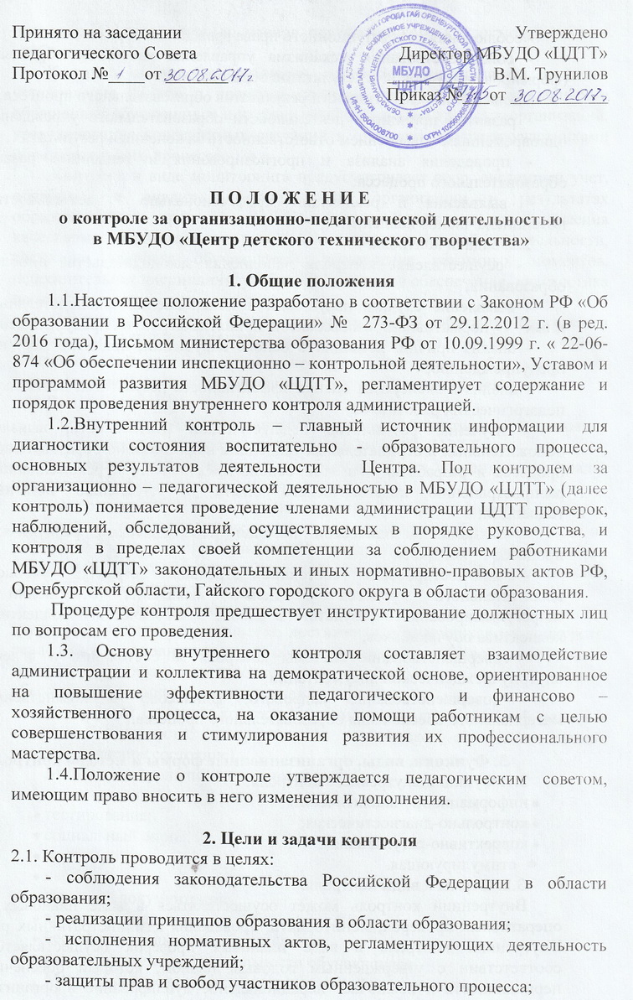 Принято на заседании Утверждено
педагогического Совета Директор МБУДО «ЦДТТ»
Протокол № 1 от 30.08.2017г В.М. Трунилов
Приказ № от 30.08.2017г
МБУДО
"ЦДТТ"
П О Л О Ж Е Н И Е
о контроле за организационно-педагогической деятельностью
в МБУДО «Центр детского технического творчества»
1. Общие положения
1.1.Настоящее положение разработано в соответствии с Законом РФ «Об
образовании в Российской Федерации» № 273-ФЗ от 29.12.2012 г. (в ред.
2016 года), Письмом министерства образования РФ от 10.09.1999 г. « 22-06-
874 «Об обеспечении инспекционно – контрольной деятельности», Уставом и
программой развития МБУДО «ЦДТТ», регламентирует содержание и
порядок проведения внутреннего контроля администрацией.
1.2.Внутренний контроль – главный источник информации для
диагностики состояния воспитательно - образовательного процесса,
основных результатов деятельности Центра. Под контролем за
организационно – педагогической деятельностью в МБУДО «ЦДТТ» (далее
контроль) понимается проведение членами администрации ЦДТТ проверок,
наблюдений, обследований, осуществляемых в порядке руководства, и
контроля в пределах своей компетенции за соблюдением работниками
МБУДО «ЦДТТ» законодательных и иных нормативно-правовых актов РФ,
Оренбургской области, Гайского городского округа в области образования.
Процедуре контроля предшествует инструктирование должностных лиц
по вопросам его проведения.
1.3. Основу внутреннего контроля составляет взаимодействие
администрации и коллектива на демократической основе, ориентированное
на повышение эффективности педагогического и финансово –
хозяйственного процесса, на оказание помощи работникам с целью
совершенствования и стимулирования развития их профессионального
мастерства.
1.4.Положение о контроле утверждается педагогическим советом,
имеющим право вносить в него изменения и дополнения.
2. Цели и задачи контроля
2.1. Контроль проводится в целях:
- соблюдения законодательства Российской Федерации в области
образования;
- реализации принципов образования в области образования;
- исполнения нормативных актов, регламентирующих деятельность
образовательных учреждений;
- защиты прав и свобод участников образовательного процесса;